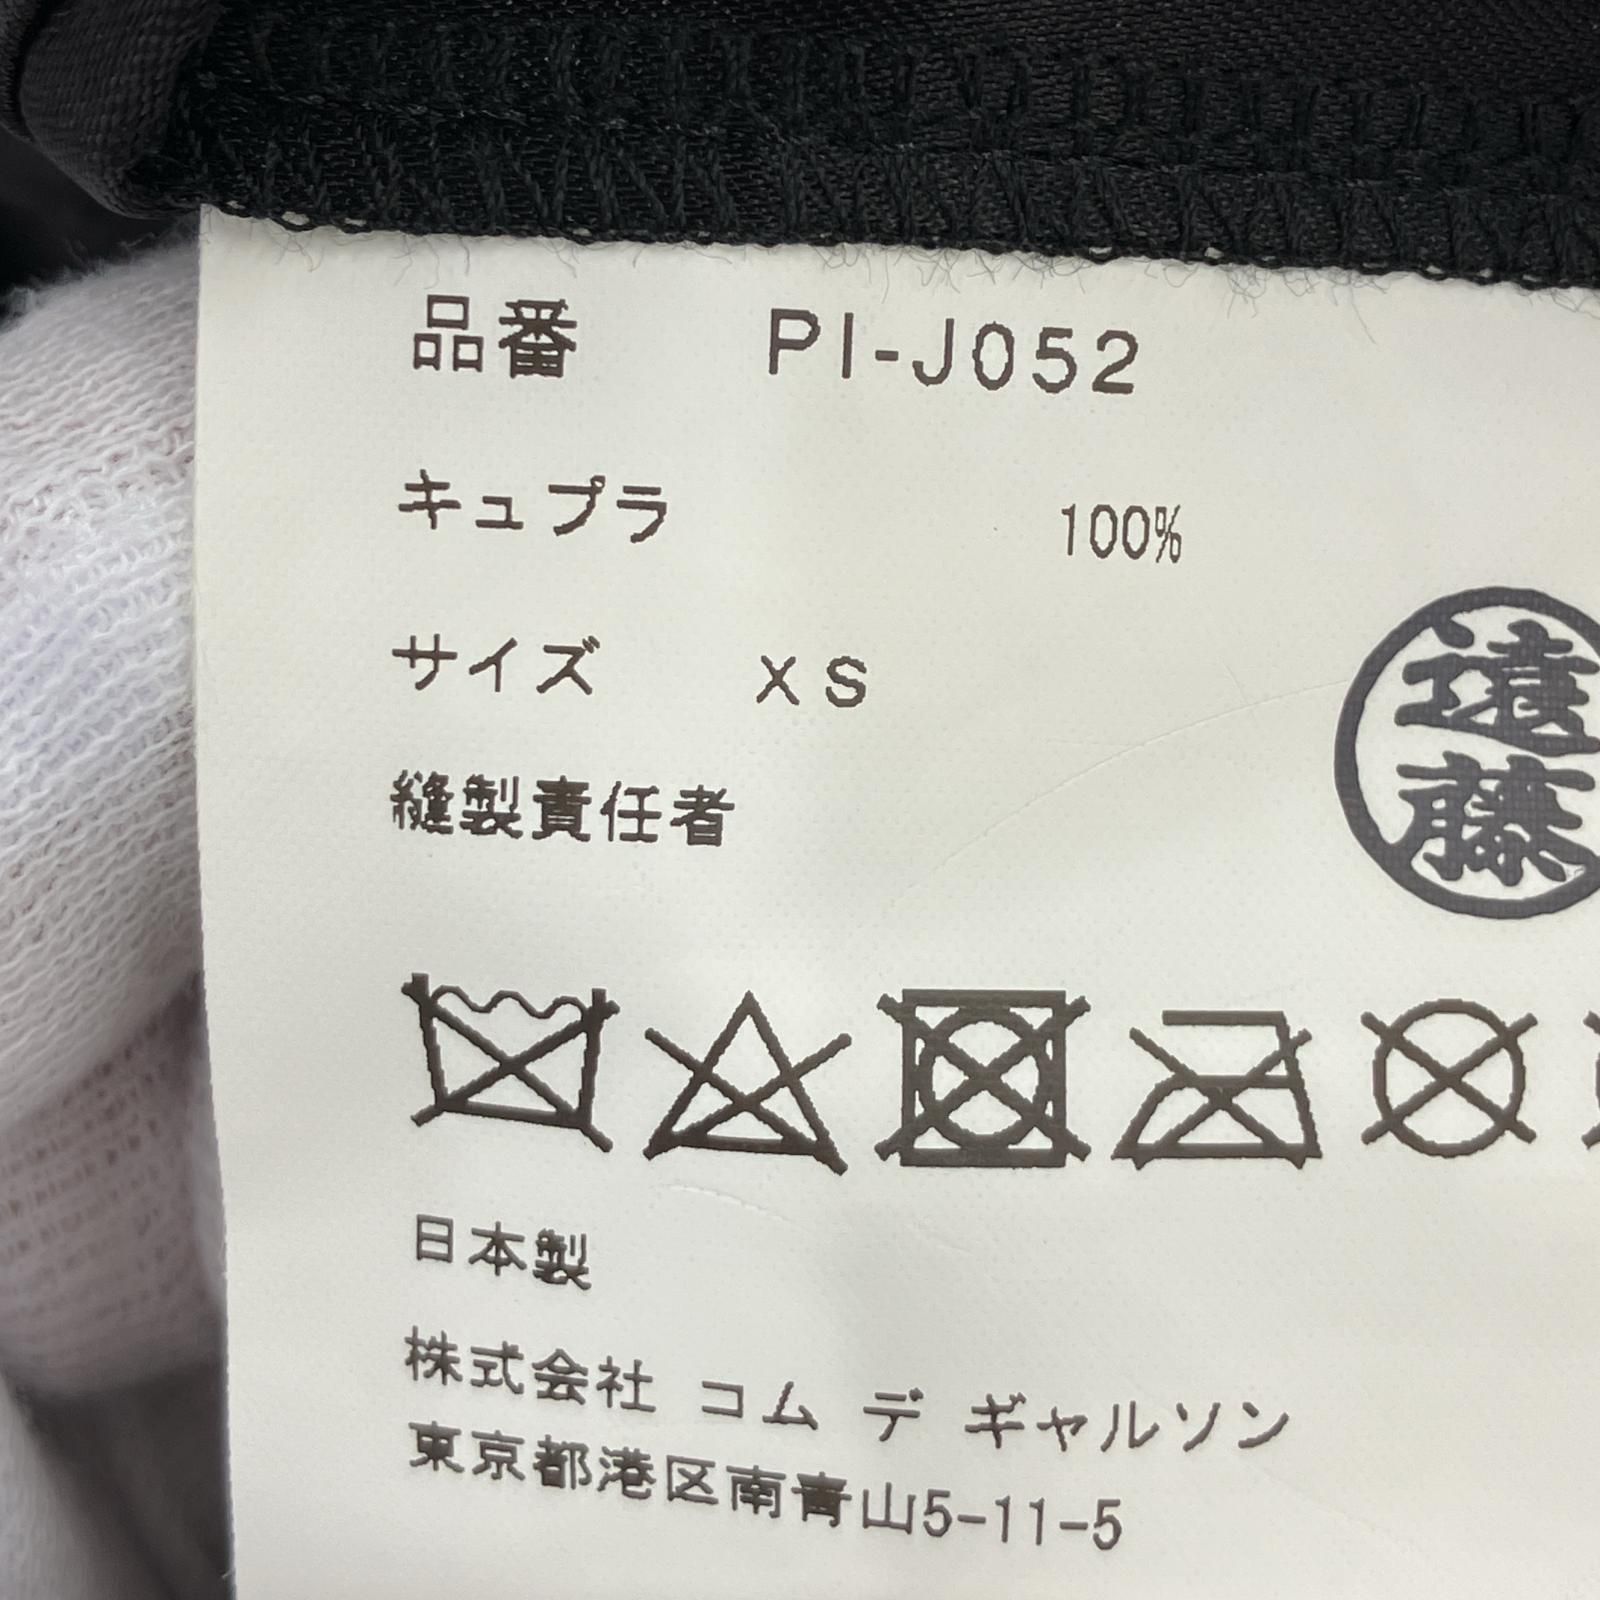 品番 PI-J052
キュプラ 100%
サイズ XS
縫製責任者
遠藤
日本製
株式会社 コム デ ギャルソン
東京都港区南青山5-11-5